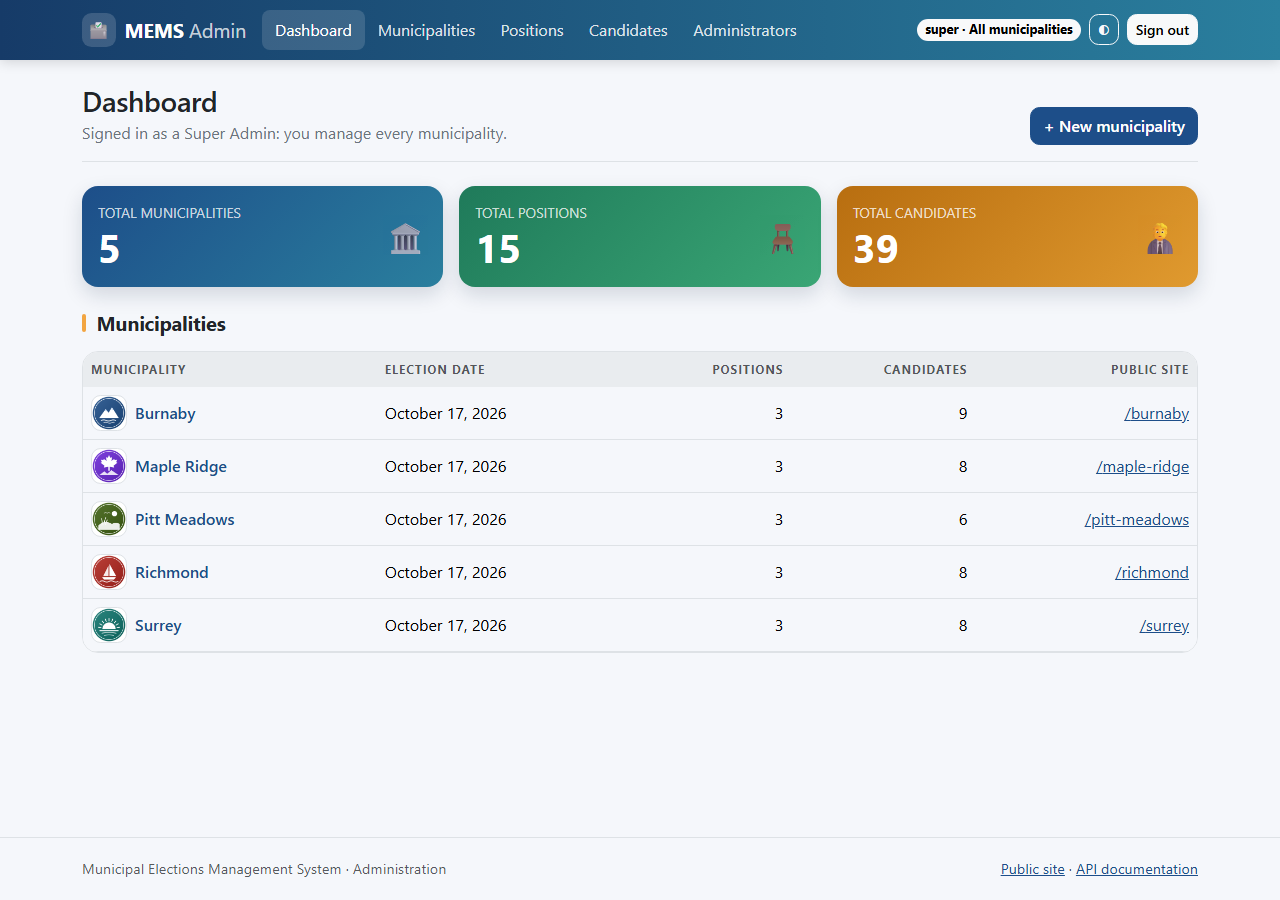 MEMS Admin Dashboard Municipalities Positions Candidates Administrators super · All municipalities Sign out
Dashboard
Signed in as a Super Admin: you manage every municipality.
+ New municipality
TOTAL MUNICIPALITIES
5
TOTAL POSITIONS
15
TOTAL CANDIDATES
39
Municipalities
MUNICIPALITY ELECTION DATE POSITIONS CANDIDATES PUBLIC SITE
Burnaby October 17, 2026 3 9 /burnaby
Maple Ridge October 17, 2026 3 8 /maple-ridge
Pitt Meadows October 17, 2026 3 6 /pitt-meadows
Richmond October 17, 2026 3 8 /richmond
Surrey October 17, 2026 3 8 /surrey
Municipal Elections Management System · Administration Public site · API documentation